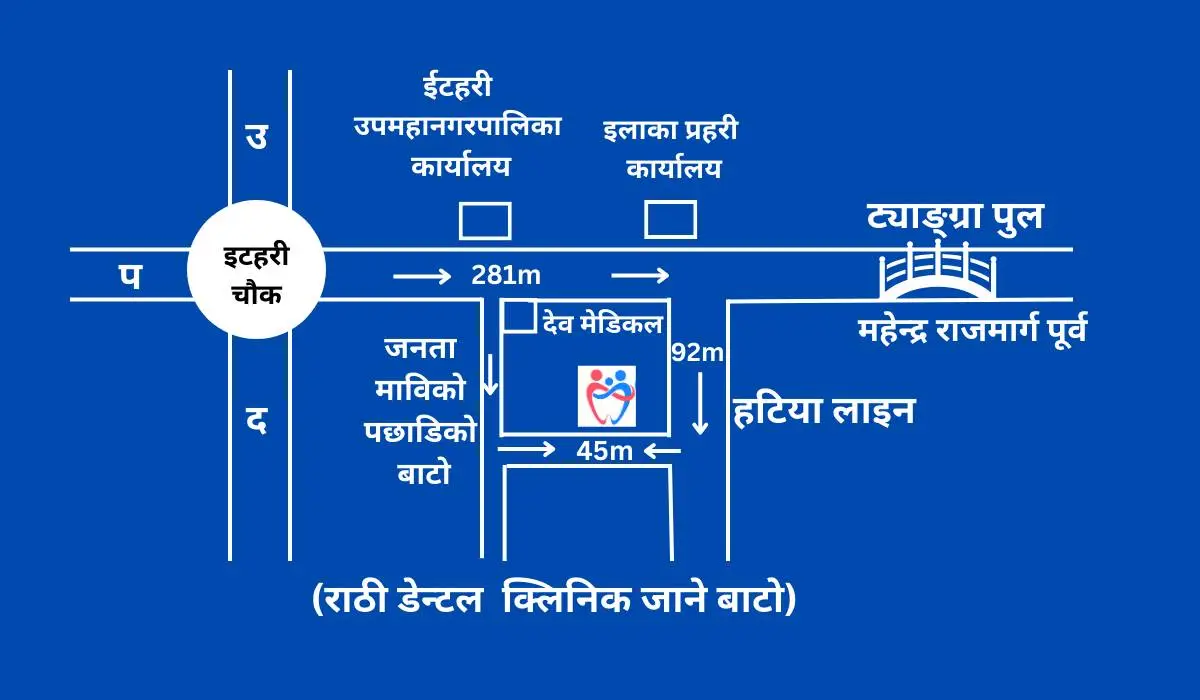 ईटहरी
उपमहानगरपालिका
कार्यालय
इलाका प्रहरी
कार्यालय
उ
ट्याङ्ग्रा पुल
इटहरी
चौक
प
281m
महेन्द्र राजमार्ग पूर्व
देव मेडिकल
जनता
माविको
पछाडिको
बाटो
92m
हटिया लाइन
द
45m
(राठी डेन्टल क्लिनिक जाने बाटो)